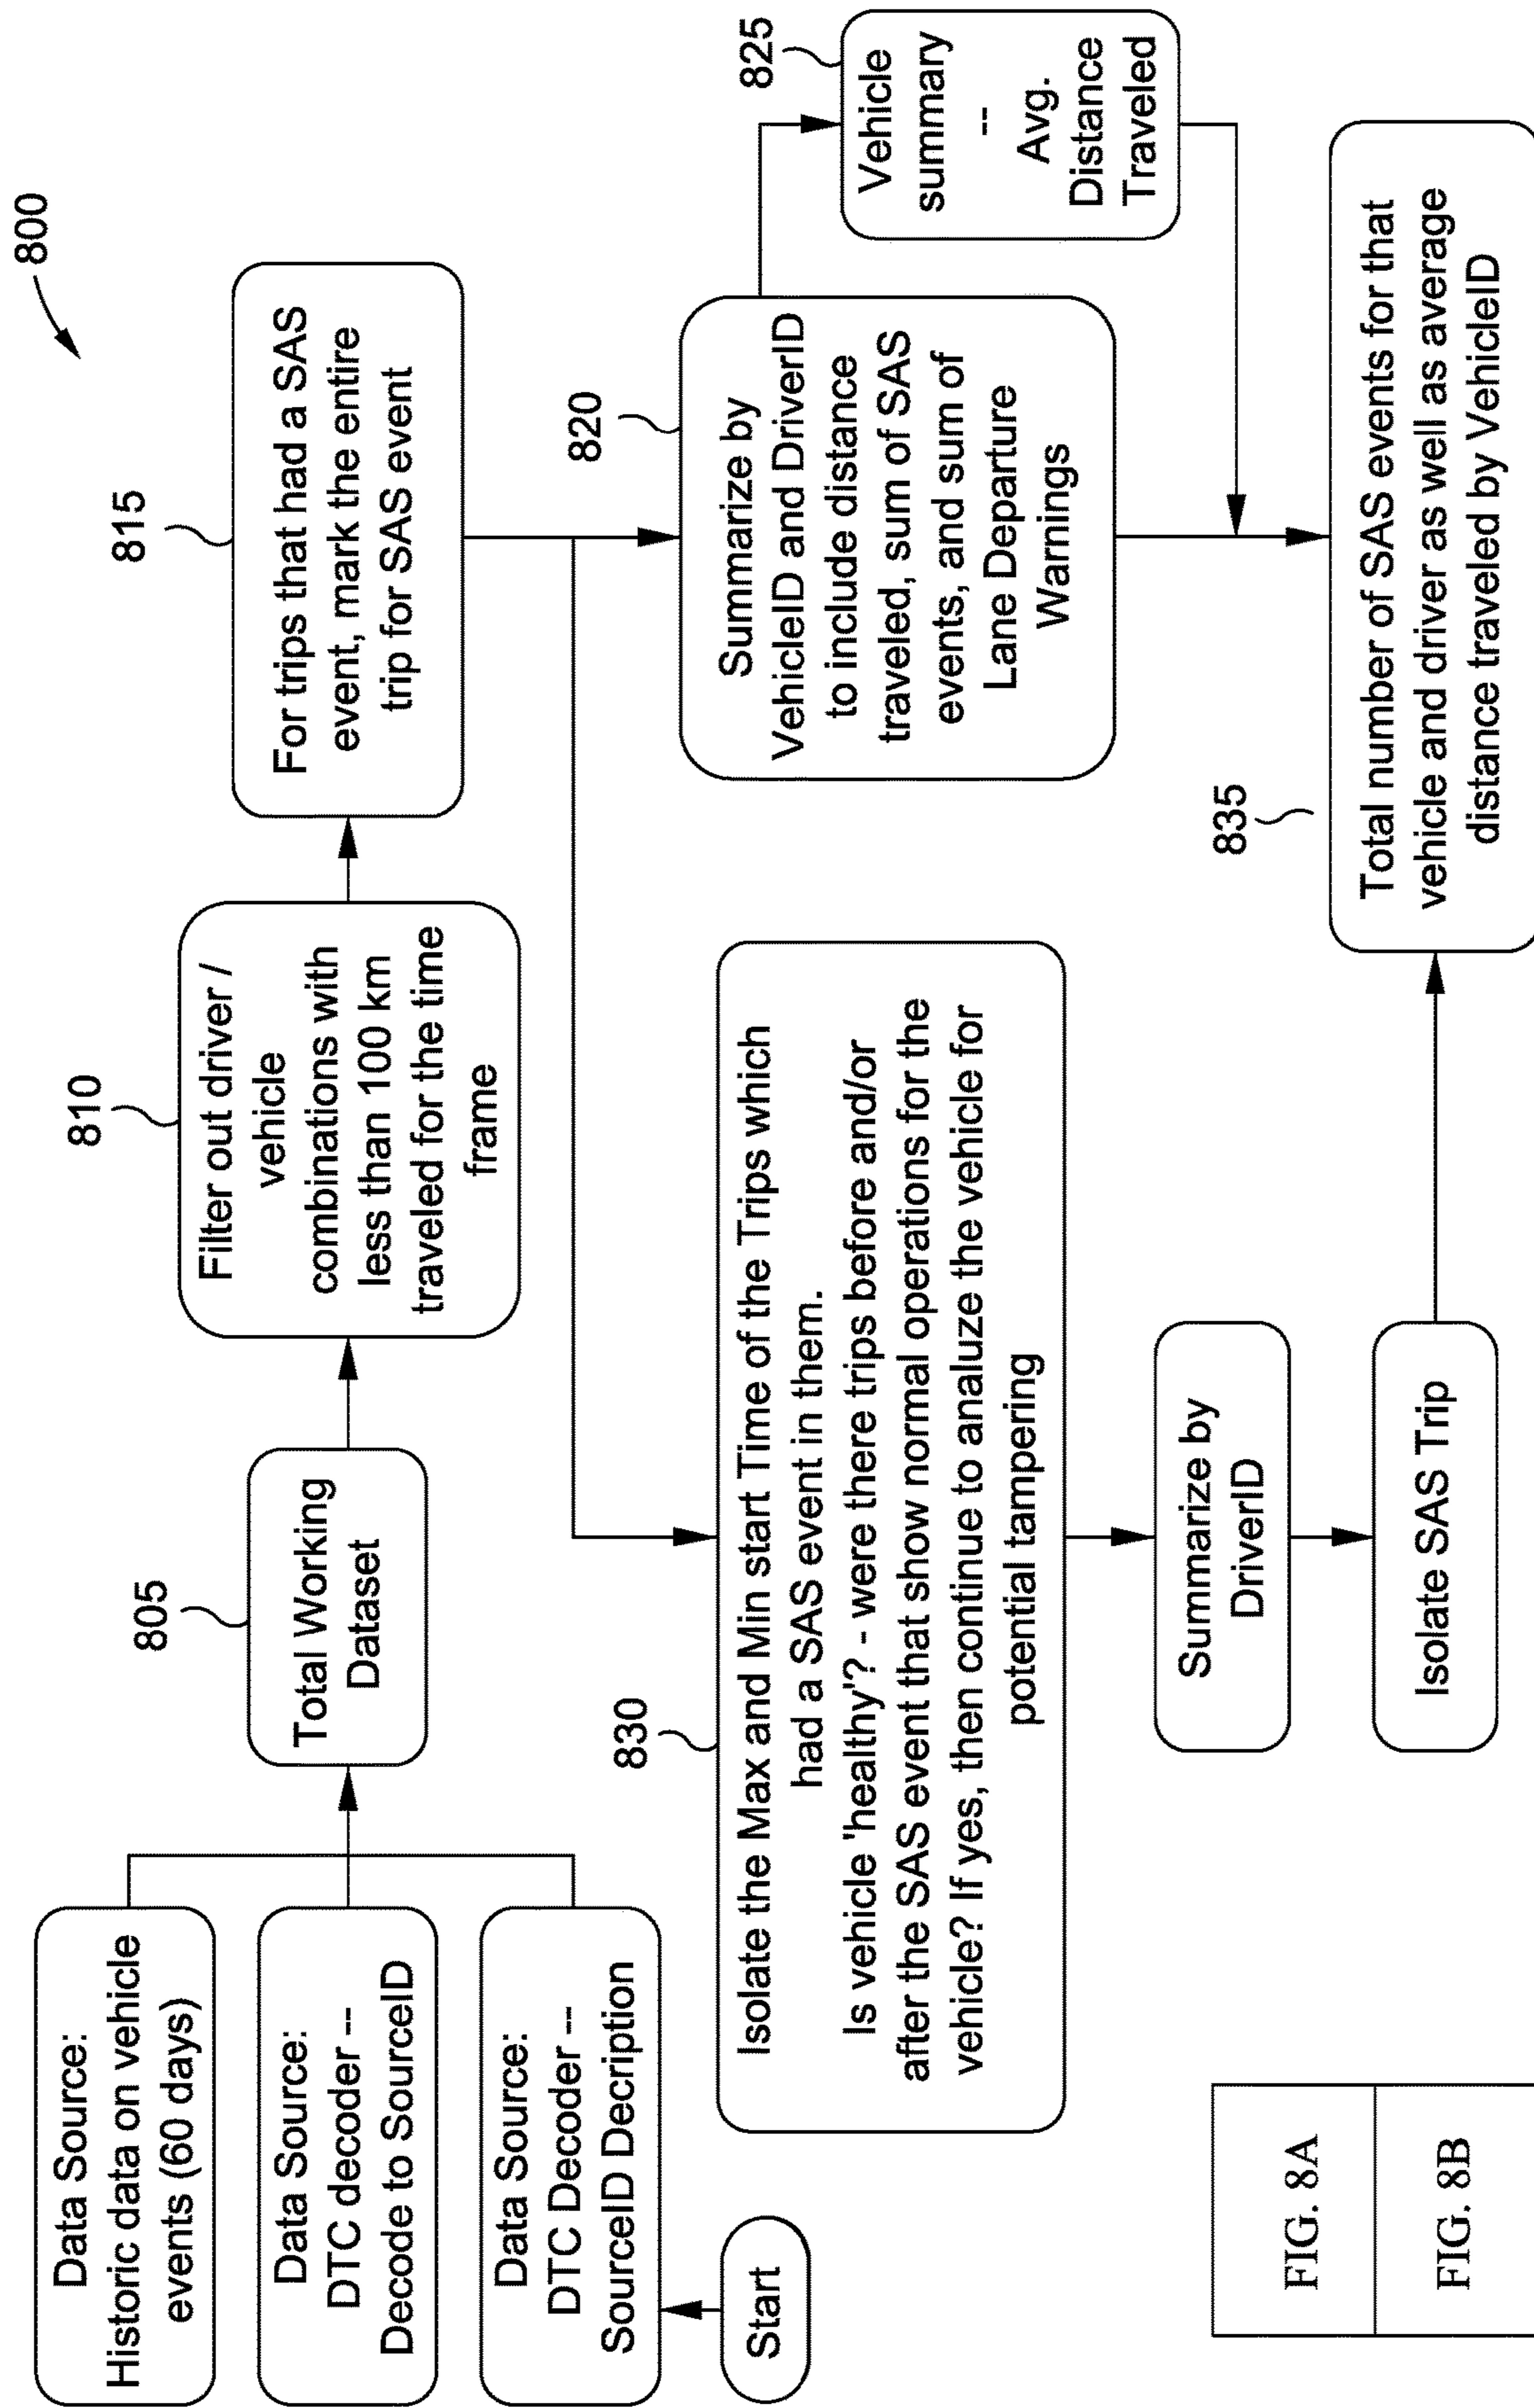 800
Data Source:
Historic data on vehicle
events (60 days)
Data Source:
DTC decoder --
Decode to SourceID
Data Source:
DTC Decoder --
SourceID Decription
Start
805
Total Working
Dataset
810
Filter out driver /
vehicle
combinations with
less than 100 km
traveled for the time
frame
815
For trips that had a SAS
event, mark the entire
trip for SAS event
820
Summarize by
VehicleID and DriverID
to include distance
traveled, sum of SAS
events, and sum of
Lane Departure
Warnings
825
Vehicle
summary
--
Avg.
Distance
Traveled
830
Isolate the Max and Min start Time of the Trips which
had a SAS event in them.
Is vehicle 'healthy'? - were there trips before and/or
after the SAS event that show normal operations for the
vehicle? If yes, then continue to analuze the vehicle for
potential tampering
Summarize by
DriverID
Isolate SAS Trip
835
Total number of SAS events for that
vehicle and driver as well as average
distance traveled by VehicleID
FIG. 8A
FIG. 8B